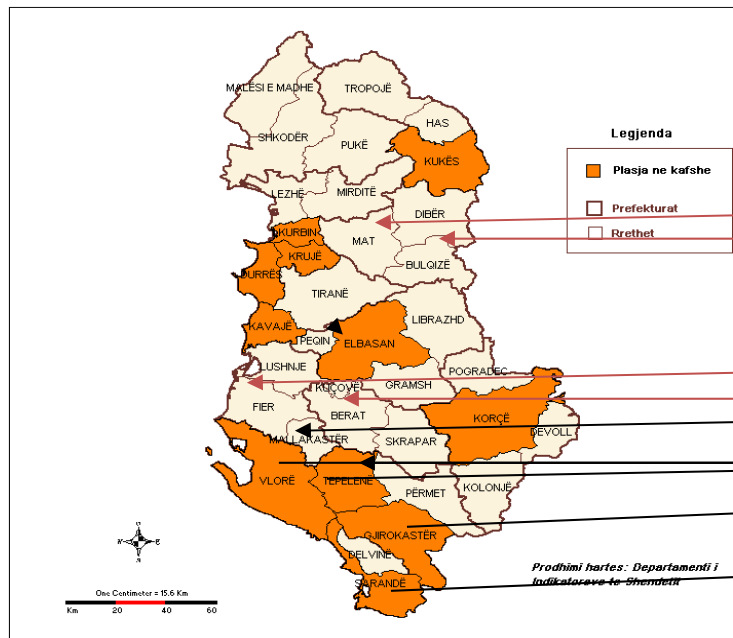 MALËSI E MADHE
TROPOJË
HAS
SHKODËR
PUKË
KUKËS
LEZHË
MIRDITË
DIBËR
KURBIN
MAT
KRUJË
BULQIZË
DURRËS
TIRANË
LIBRAZHD
KAVAJË
PEQIN
ELBASAN
LUSHNJE
POGRADEC
KUÇOVË
GRAMSH
FIER
BERAT
KORÇË
DEVOLL
MALLAKASTËR
SKRAPAR
VLORË
TEPELENË
PËRMET
KOLONJË
GJIROKASTËR
DELVINË
SARANDË
Legjenda
Plasja ne kafshe
Prefekturat
Rrethet
One Centimeter = 15.6 Km
Km 20 40 60
Prodhimi hartes: Departamenti i
Indikatoreve te Shendetit